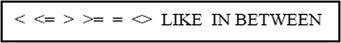 < <= > >= = <> LIKE IN BETWEEN